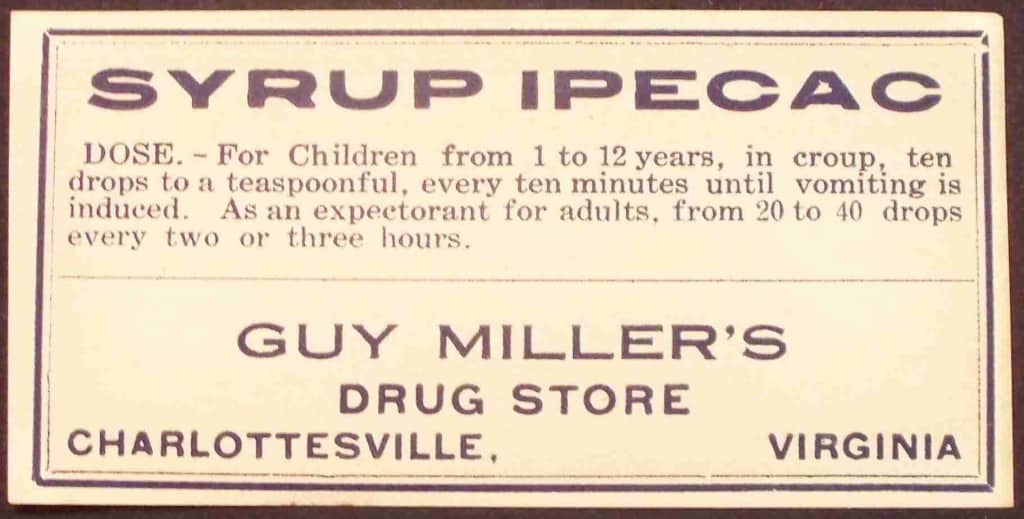 SYRUP IPECAC
DOSE. - For Children from 1 to 12 years, in croup, ten
drops to a teaspoonful, every ten minutes until vomiting is
induced. As an expectorant for adults, from 20 to 40 drops
every two or three hours.
GUY MILLER'S
DRUG STORE
CHARLOTTESVILLE, VIRGINIA